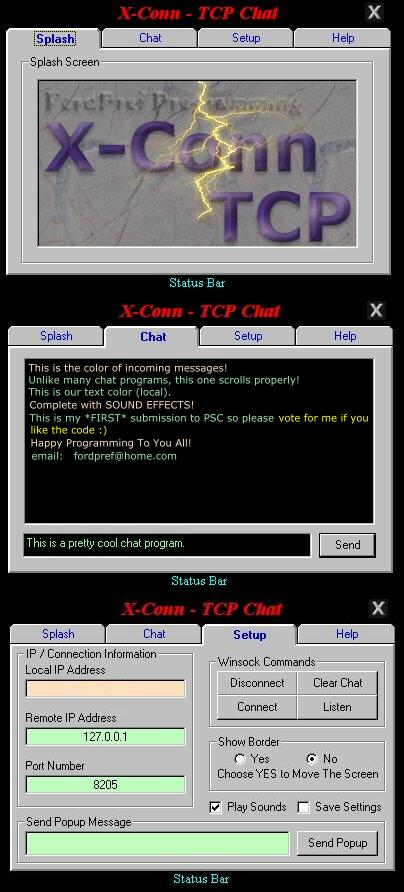 X-Conn - TCP Chat X
Splash Chat Setup Help
Splash Screen
FordPref Programming
X-Conn
TCP
Status Bar
X-Conn - TCP Chat X
Splash Chat Setup Help
This is the color of incoming messages!
Unlike many chat programs, this one scrolls properly!
This is our text color (local).
Complete with SOUND EFFECTS!
This is my *FIRST* submission to PSC so please vote for me if you
like the code :)
Happy Programming To You All!
email: fordpref@home.com
This is a pretty cool chat program. Send
Status Bar
X-Conn - TCP Chat X
Splash Chat Setup Help
IP / Connection Information
Local IP Address
Remote IP Address
127.0.0.1
Port Number
8205
Winsock Commands
Disconnect Clear Chat
Connect Listen
Show Border
Yes No
Choose YES to Move The Screen
Play Sounds Save Settings
Send Popup Message
Send Popup
Status Bar